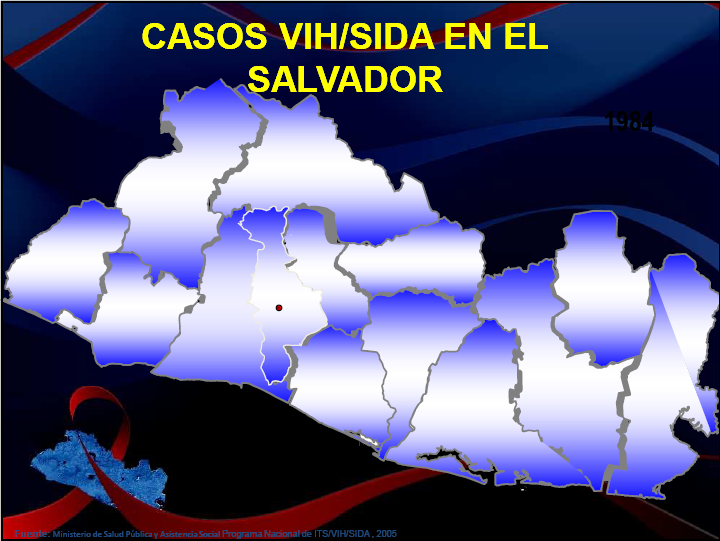 CASOS VIH/SIDA EN EL
SALVADOR
1984
Fuente: Ministerio de Salud Pública y Asistencia Social Programa Nacional de ITS/VIH/SIDA , 2005